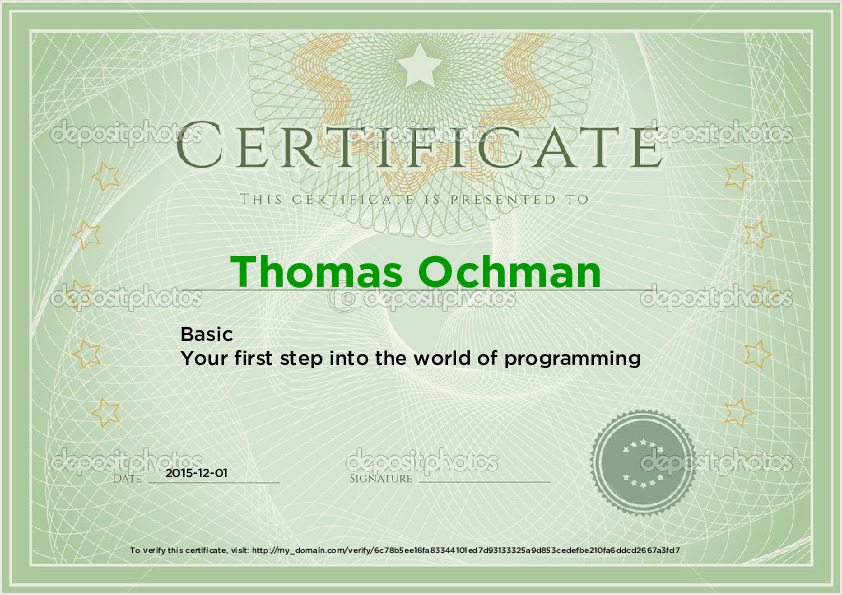 depositphotos depositphotos depositphotos
CERTIFICATE
THIS CERTIFICATE IS PRESENTED TO
Thomas Ochman
depositphotos © depositphotos depositphotos
Basic
Your first step into the world of programming
depositphotos depositphotos depositphotos
DATE 2015-12-01 SIGNATURE
To verify this certificate, visit: http://my_domain.com/verify/6c78b5ee16fa83344101ed7d93133325a9d853cedefbe210fa6ddcd2667a3fd7